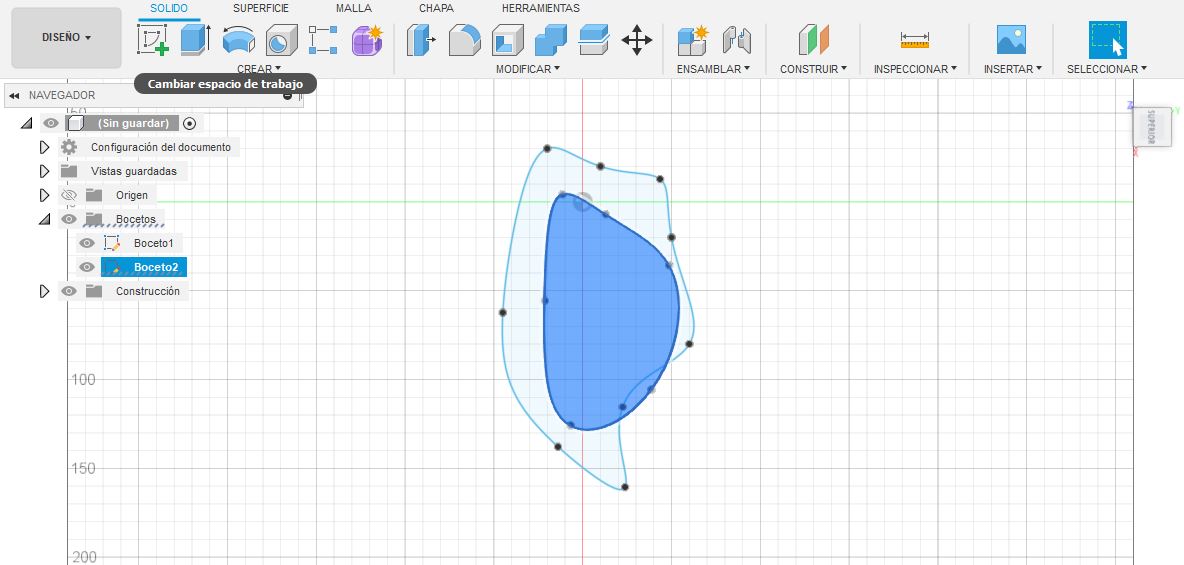 SOLIDO SUPERFICIE MALLA CHAPA HERRAMIENTAS
DISEÑO
CREAR MODIFICAR ENSAMBLAR CONSTRUIR INSPECCIONAR INSERTAR SELECCIONAR
Cambiar espacio de trabajo
NAVEGADOR
50
(Sin guardar)
Configuración del documento
Vistas guardadas
Origen
Bocetos
Boceto1
Boceto2
Construcción
100
150
200
Z
Y
SUPERIOR
X